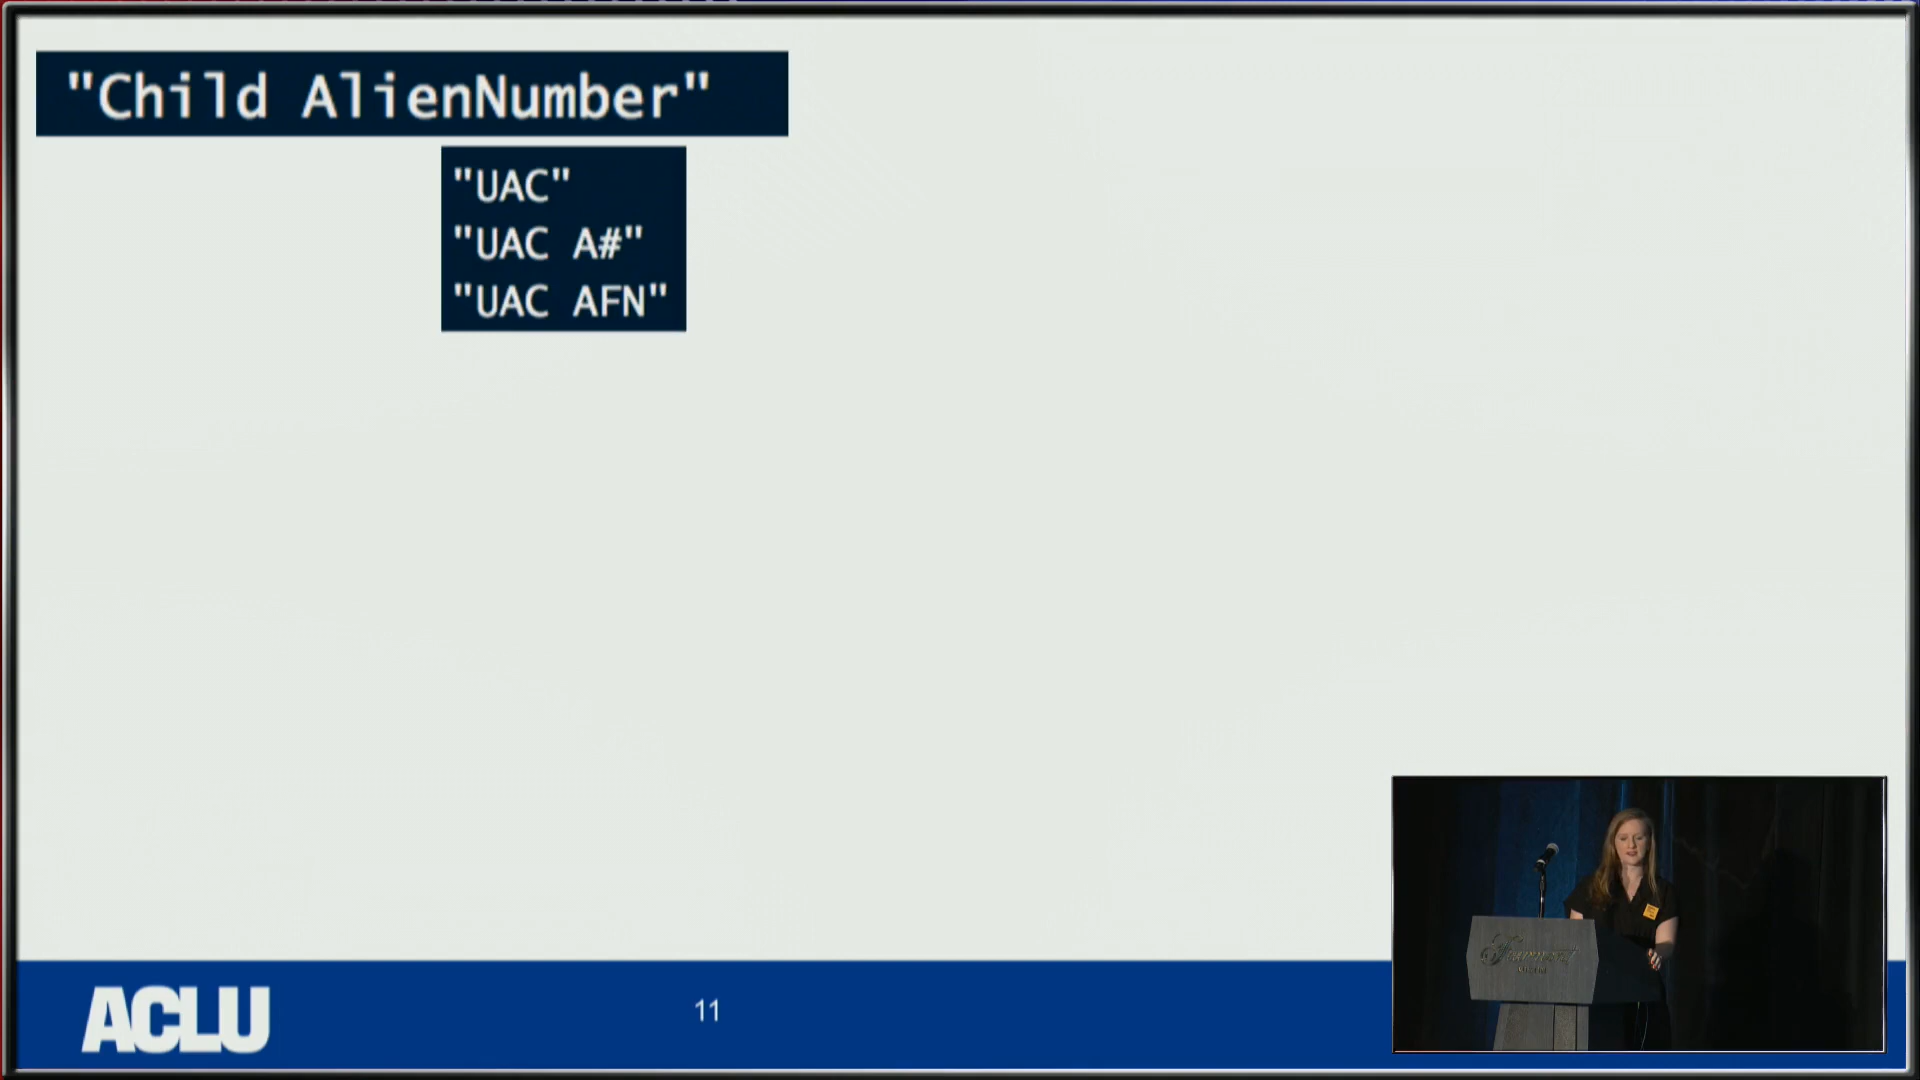 "Child AlienNumber"
"UAC"
"UAC A#"
"UAC AFN"
ACLU
11